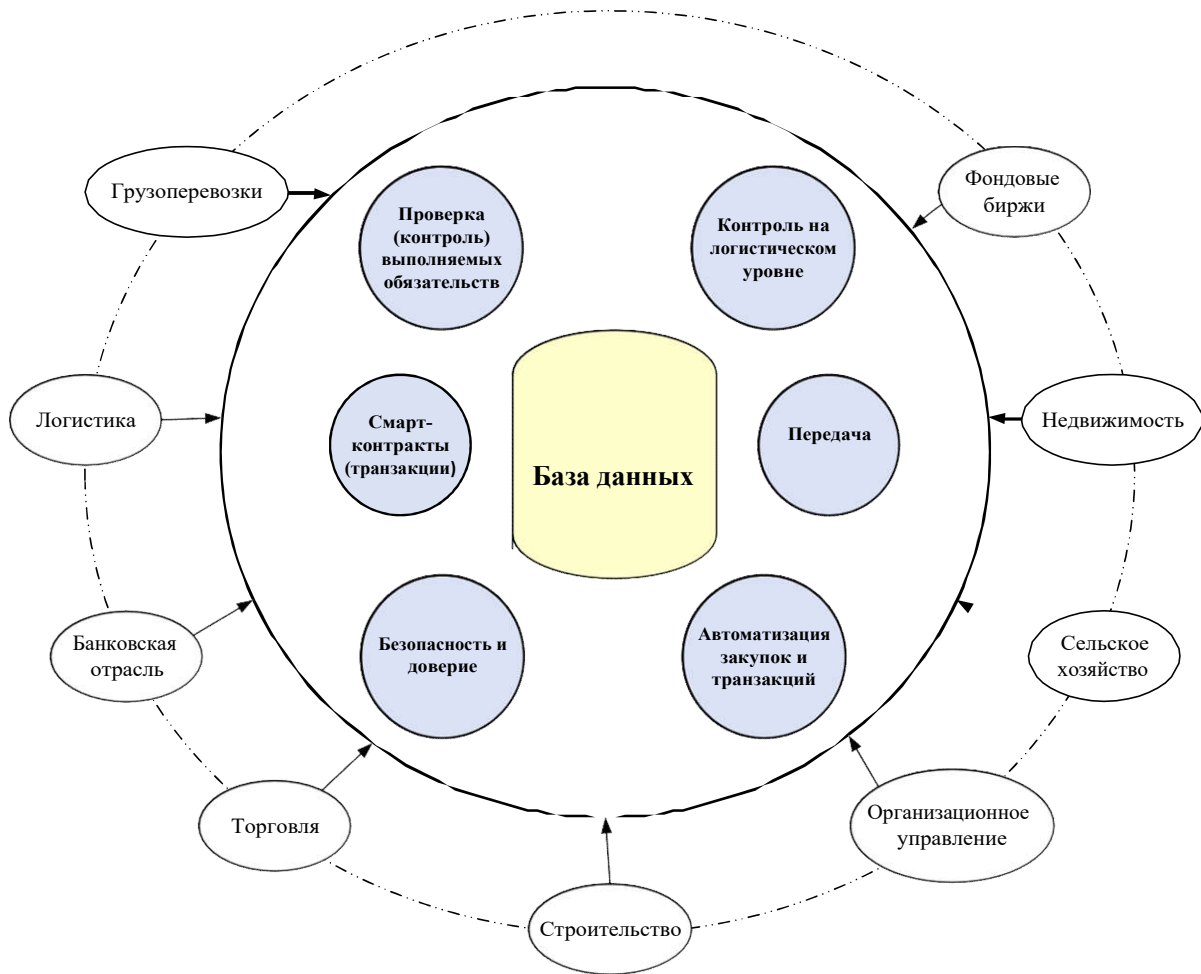 Грузоперевозки
Фондовые
биржи
Проверка
(контроль)
выполняемых
обязательств
Контроль на
логистическом
уровне
Логистика
Смарт-
контракты
(транзакции)
База данных
Передача
Недвижимость
Банковская
отрасль
Безопасность и
доверие
Автоматизация
закупок и
транзакций
Сельское
хозяйство
Торговля
Организационное
управление
Строительство